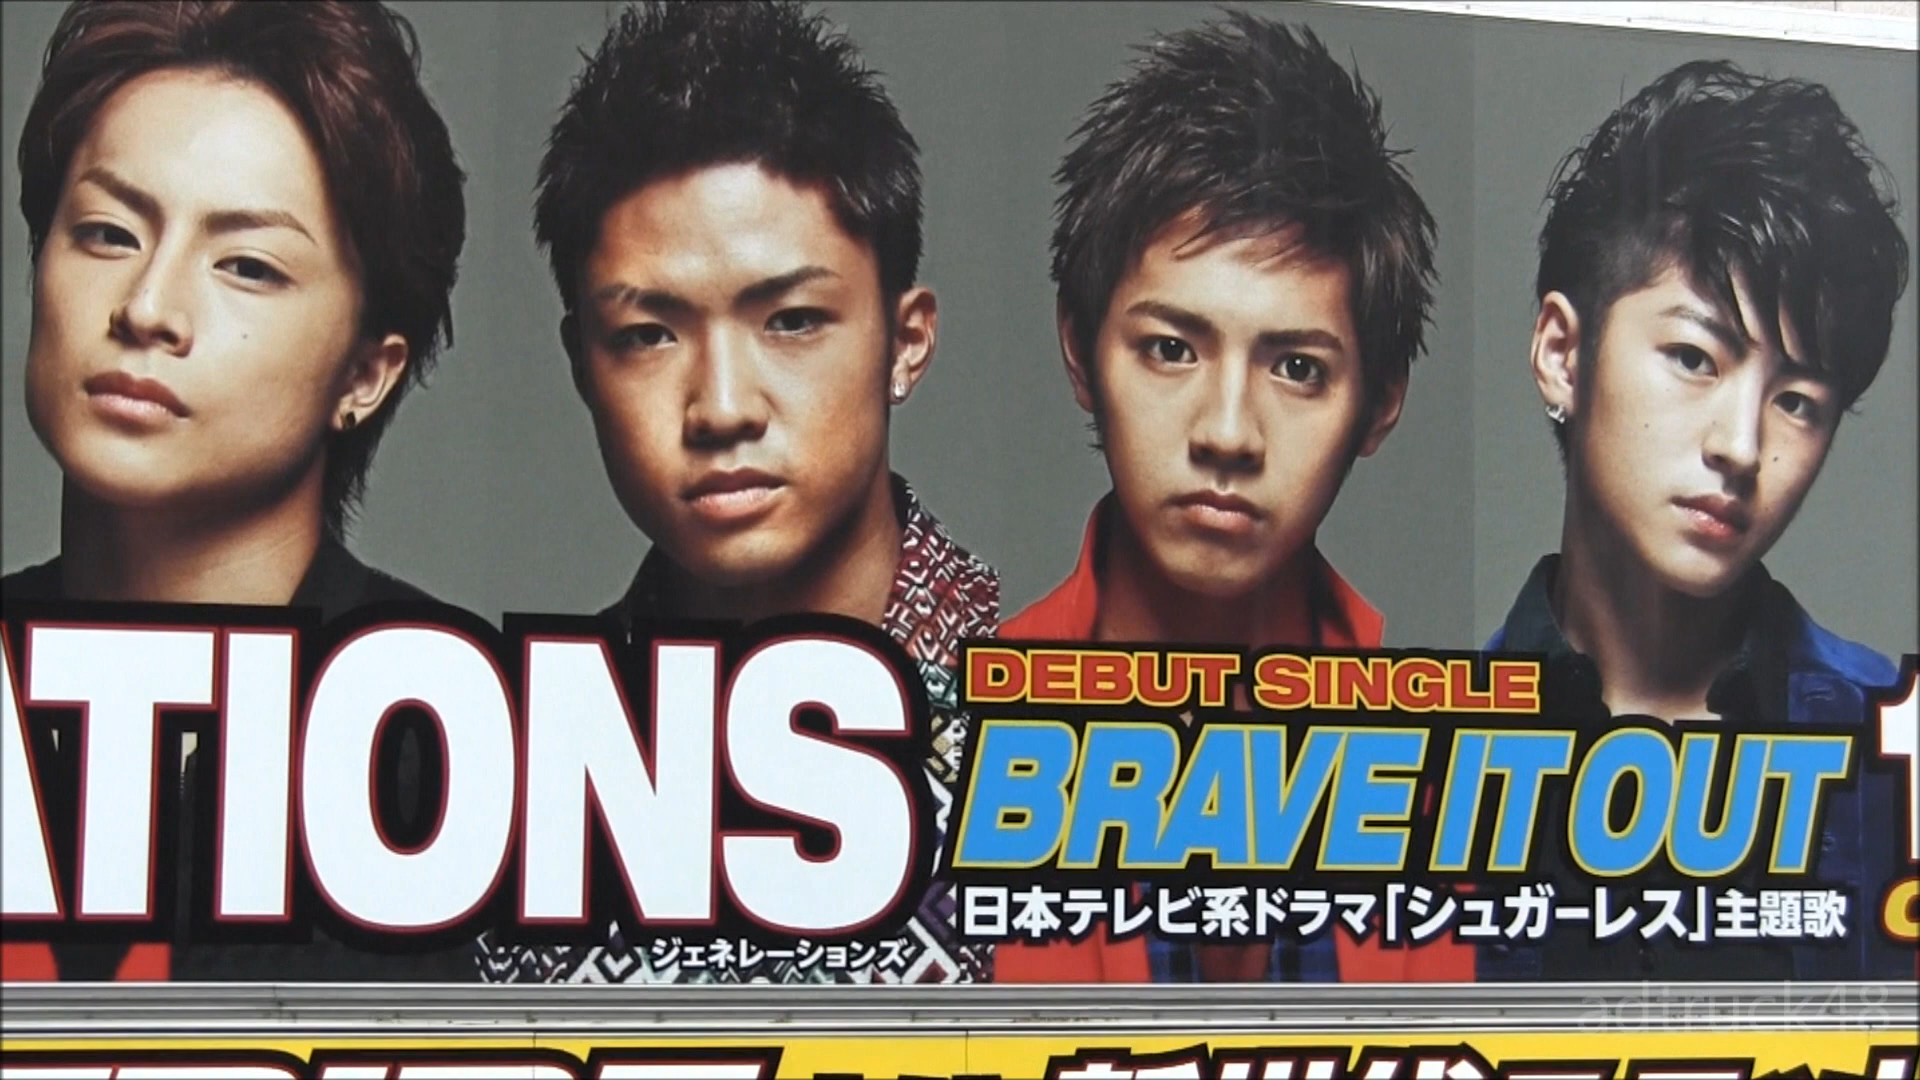 ATIONS
ジェネレーションズ
DEBUT SINGLE
BRAVE IT OUT
日本テレビ系ドラマ「シュガーレス」主題歌
adtruck48